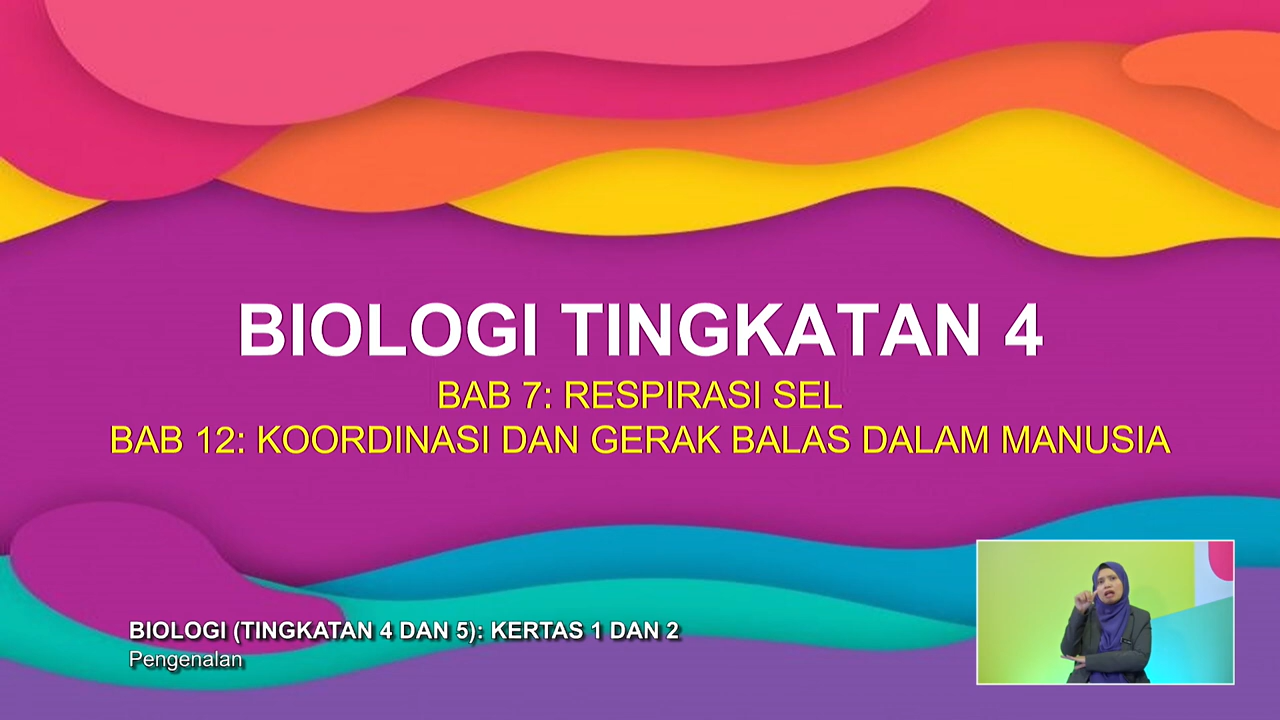 BIOLOGI TINGKATAN 4
BAB 7: RESPIRASI SEL
BAB 12: KOORDINASI DAN GERAK BALAS DALAM MANUSIA
BIOLOGI (TINGKATAN 4 DAN 5): KERTAS 1 DAN 2
Pengenalan